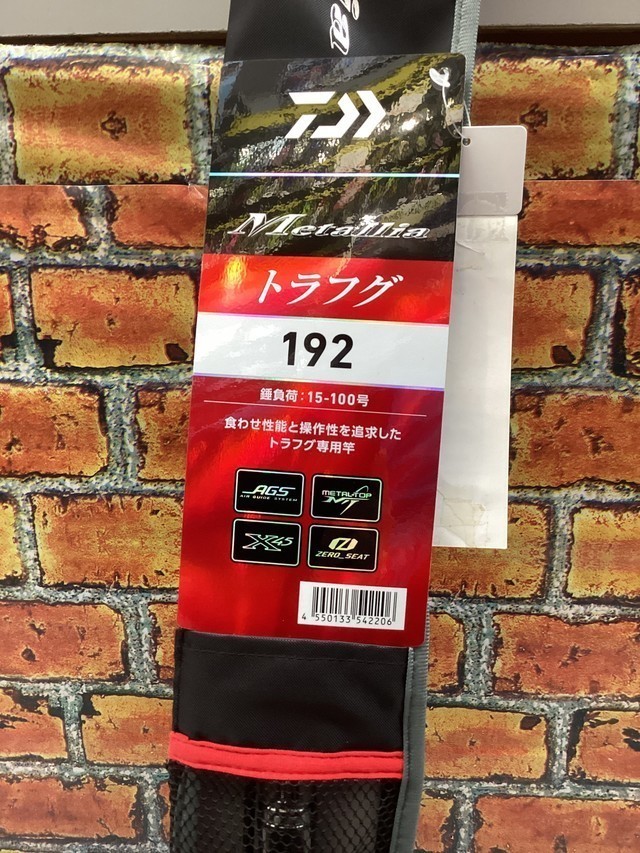 Metallia
トラフグ
192
錘負荷:15-100号
食わせ性能と操作性を追求した
トラフグ専用竿
AGS
AIR GUIDE SYSTEM
METAL-TOP
MT
X45
ZERO_SEAT
4 550133 542206